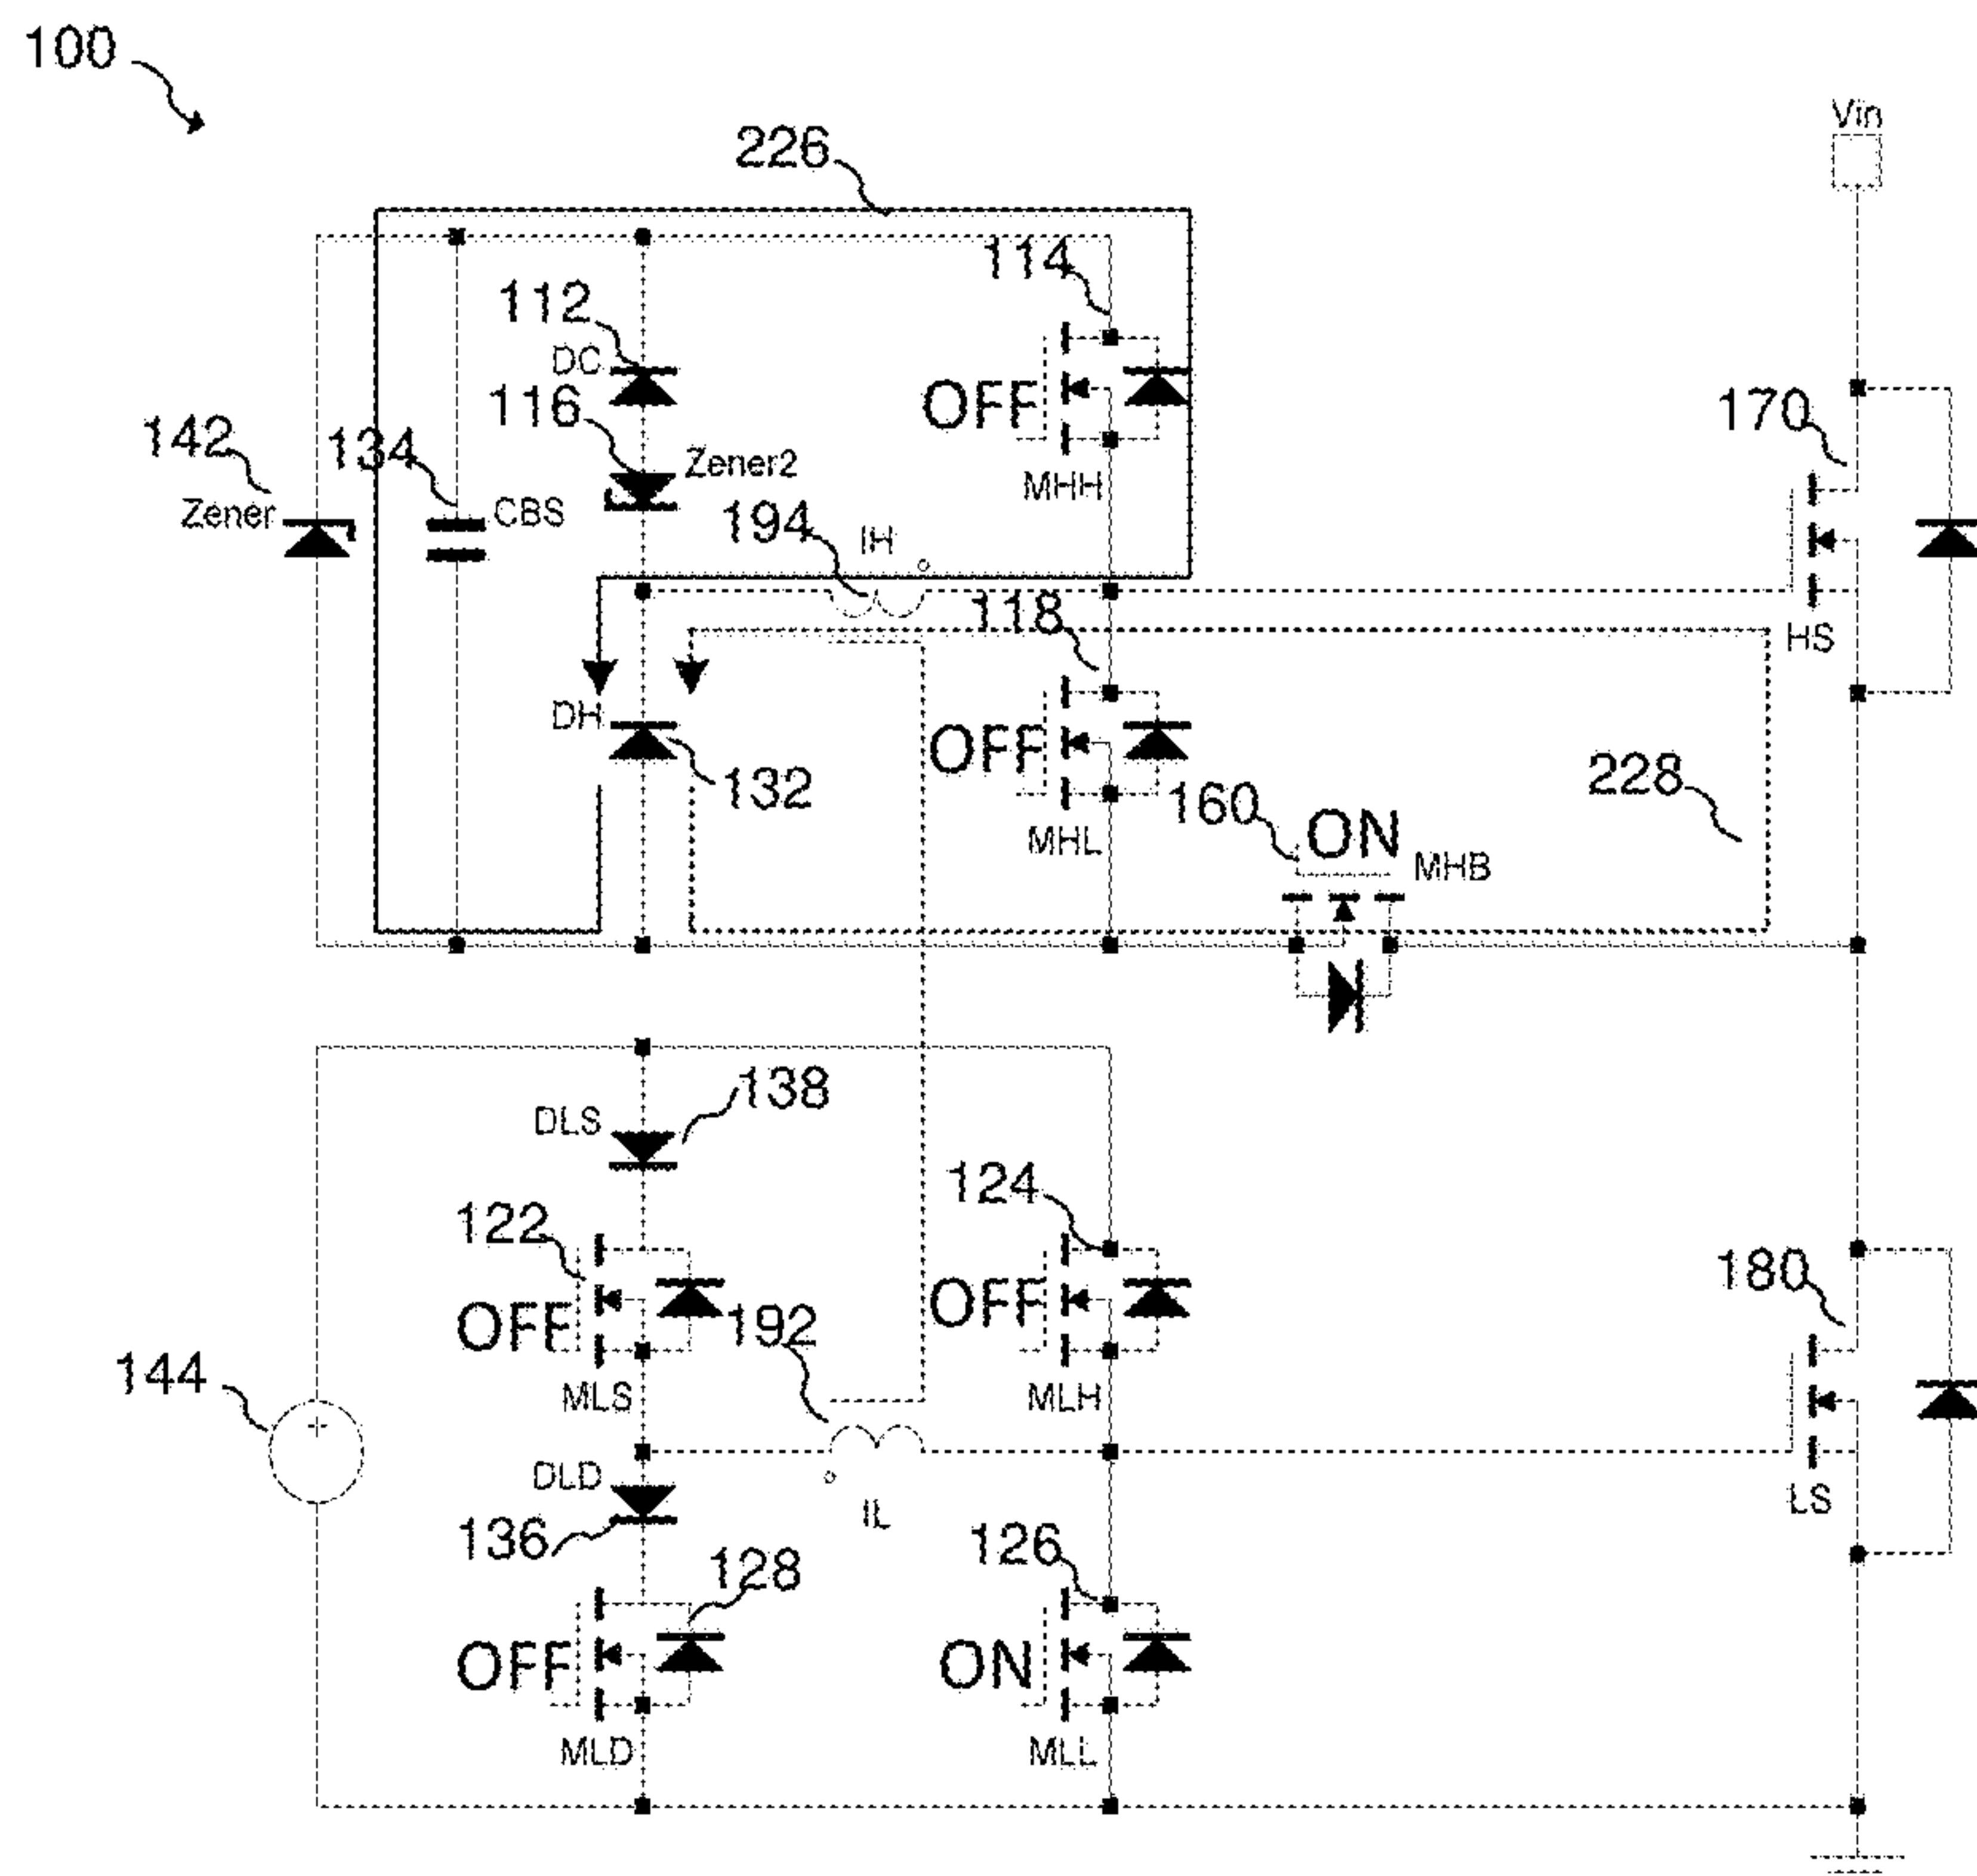 100
Vin
226
114
112
DC
116
OFF
170
142
134
Zener2
MHH
Zener
CBS
194
IH
118
HS
DH
OFF
132
228
160
ON
MHL
MHB
138
DLS
124
122
180
OFF
OFF
192
144
MLS
MLH
DLD
LS
IL
136
126
128
OFF
ON
MLD
MLL